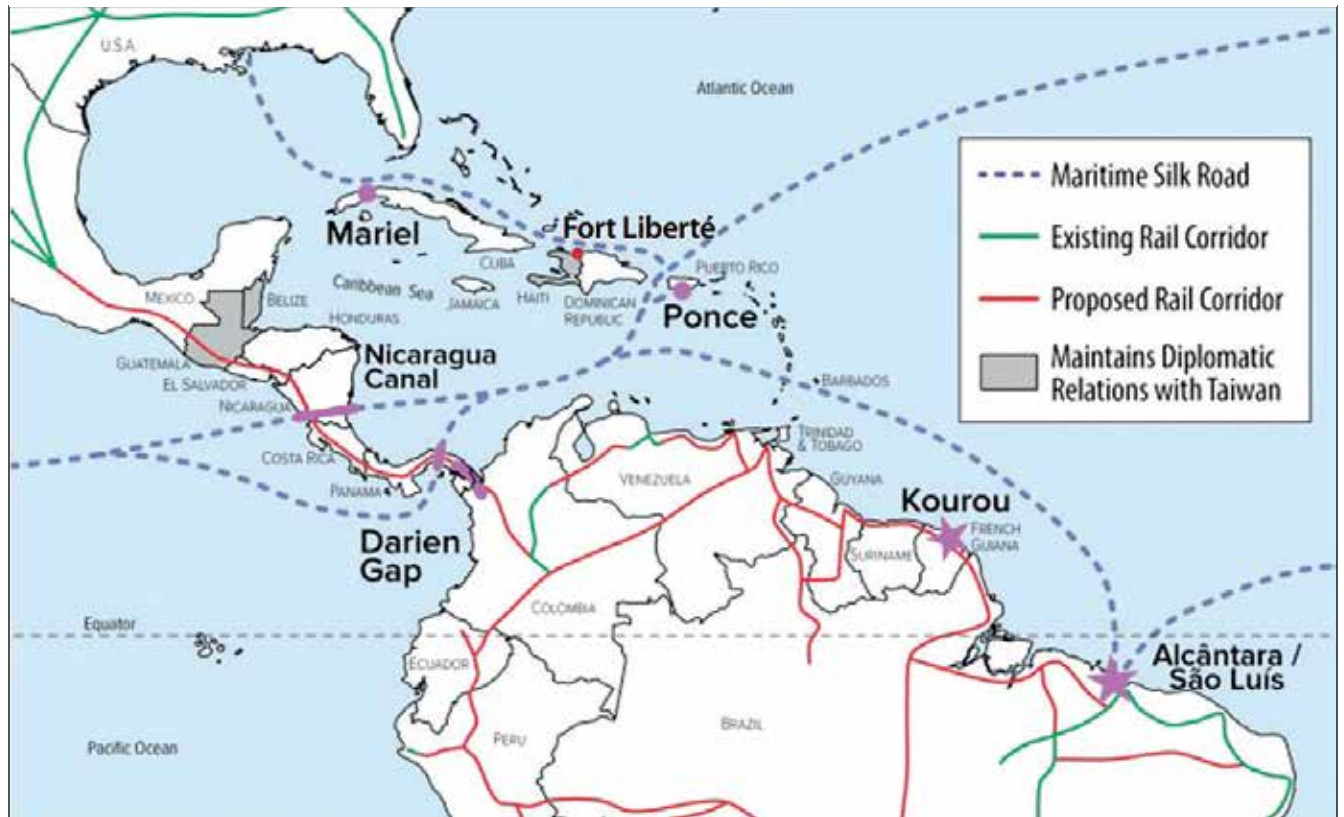 U.S.A.
Atlantic Ocean
Maritime Silk Road
Existing Rail Corridor
Proposed Rail Corridor
Maintains Diplomatic
Relations with Taiwan
Mariel
Fort Liberté
CUBA
PUERTO RICO
Caribbean Sea
JAMAICA
HAITI
DOMINICAN
REPUBLIC
Ponce
MEXICO
BELIZE
HONDURAS
GUATEMALA
EL SALVADOR
Nicaragua
Canal
NICARAGUA
BARBADOS
COSTA RICA
PANAMA
TRINIDAD
& TOBAGO
VENEZUELA
GUYANA
Kourou
FRENCH
GUIANA
SURINAME
Darien
Gap
COLOMBIA
Equator
ECUADOR
Alcântara /
São Luís
BRAZIL
PERU
Pacific Ocean